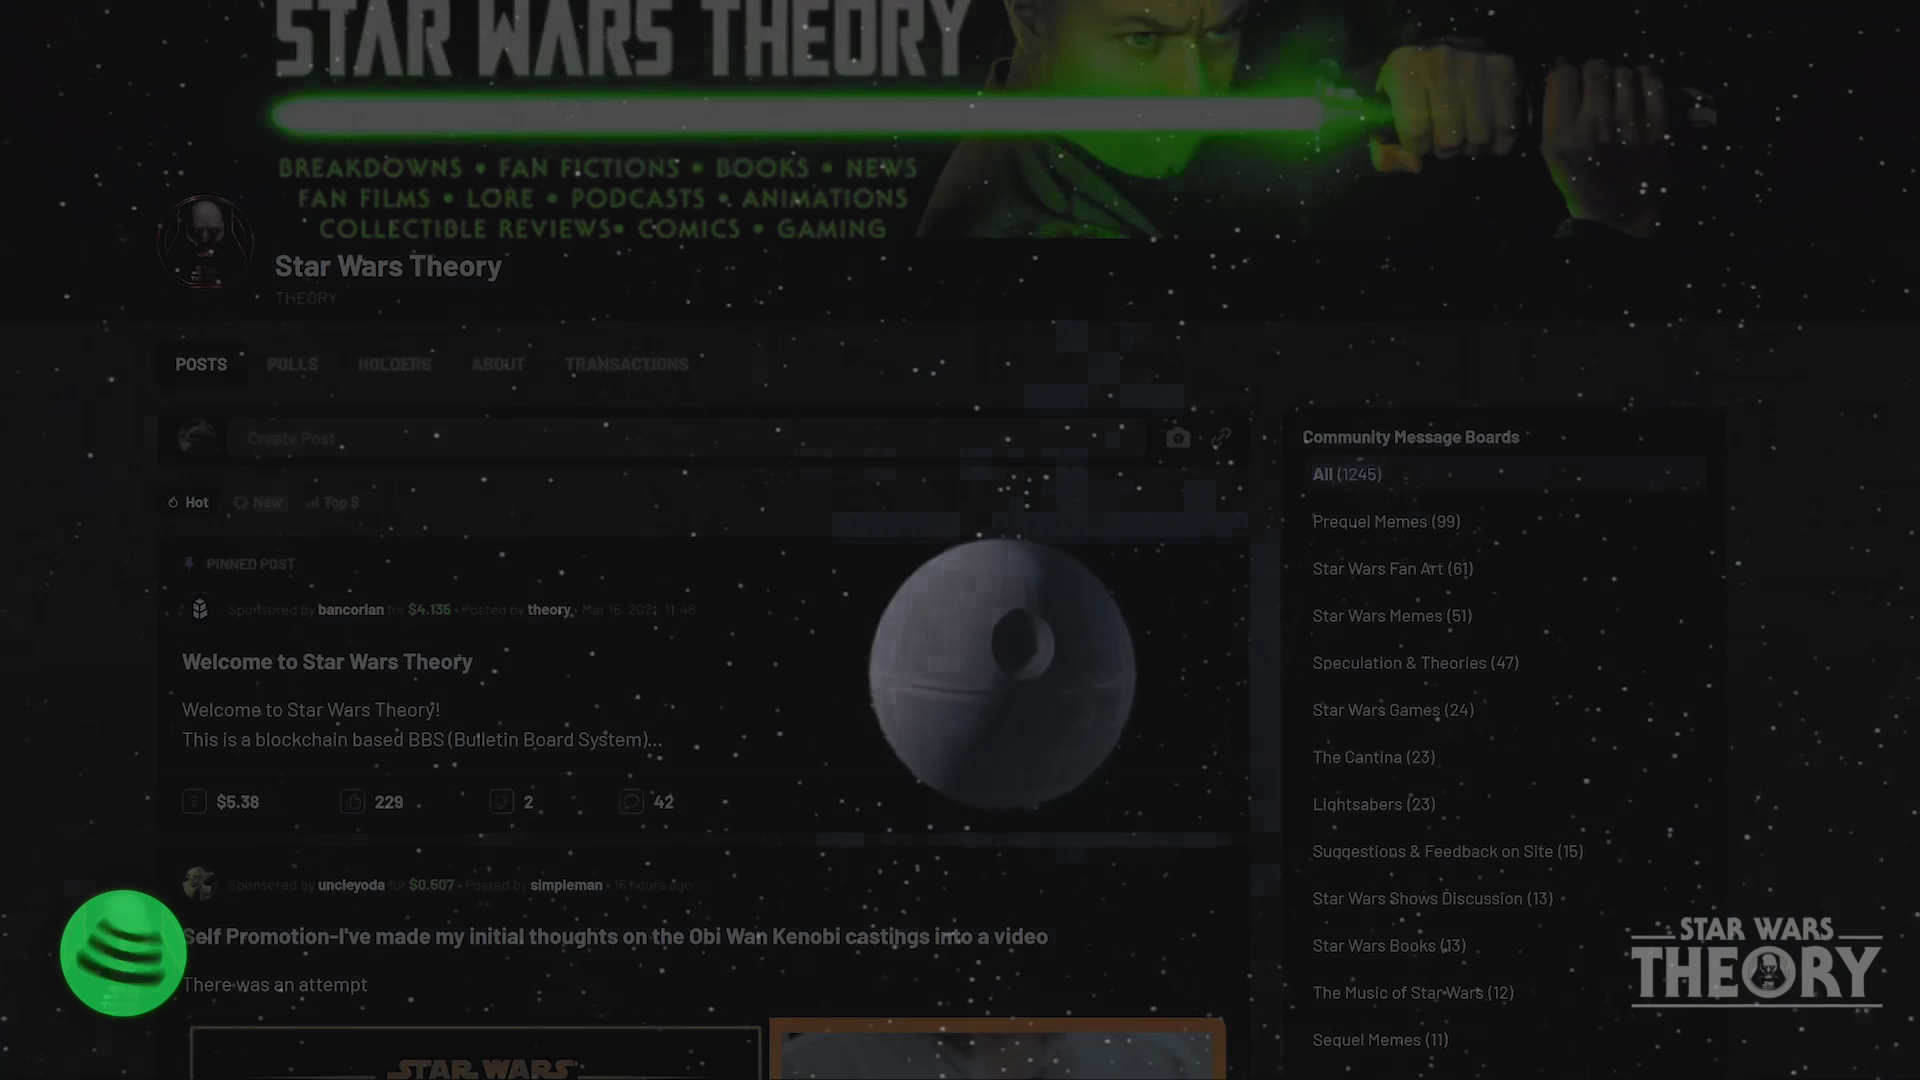 STAR WARS THEORY
BREAKDOWNS • FAN FICTIONS • BOOKS • NEWS
FAN FILMS • LORE • PODCASTS • ANIMATIONS
COLLECTIBLE REVIEWS• COMICS • GAMING
Star Wars Theory
THEORY
POSTS POLLS HOLDERS ABOUT TRANSACTIONS
Create Post
Hot New Top $
PINNED POST
Sponsored by bancorian for $4.135 • Posted by theory • Mar 16, 2021, 11:46
Welcome to Star Wars Theory
Welcome to Star Wars Theory!
This is a blockchain based BBS (Bulletin Board System)...
$5.38 229 2 42
Sponsored by uncleyoda for $0.507 • Posted by simpleman • 16 hours ago
Self Promotion-I've made my initial thoughts on the Obi Wan Kenobi castings into a video
There was an attempt
STAR WARS
Community Message Boards
All (1245)
Prequel Memes (99)
Star Wars Fan Art (61)
Star Wars Memes (51)
Speculation & Theories (47)
Star Wars Games (24)
The Cantina (23)
Lightsabers (23)
Suggestions & Feedback on Site (15)
Star Wars Shows Discussion (13)
Star Wars Books (13)
The Music of Star Wars (12)
Sequel Memes (11)
STAR WARS
THEORY